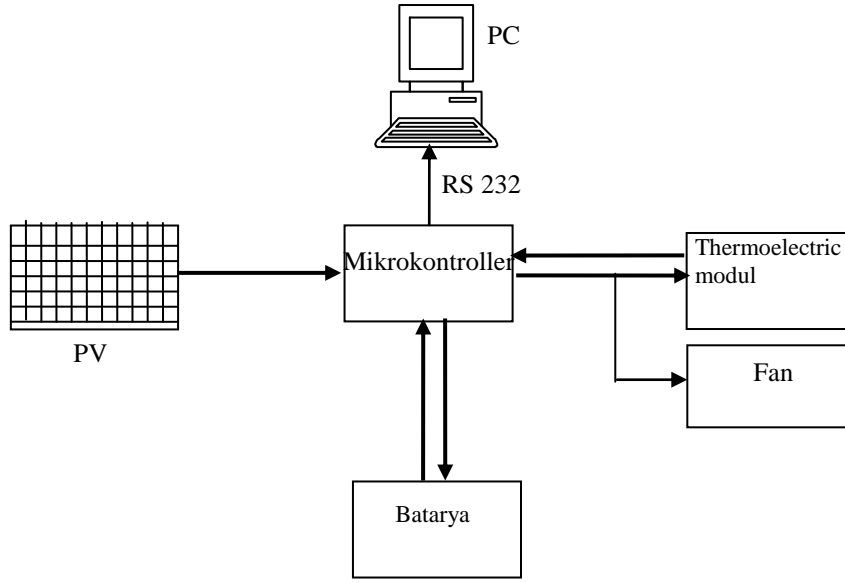 PC
RS 232
Mikrokontroller
Thermoelectric
modul
PV
Fan
Batarya